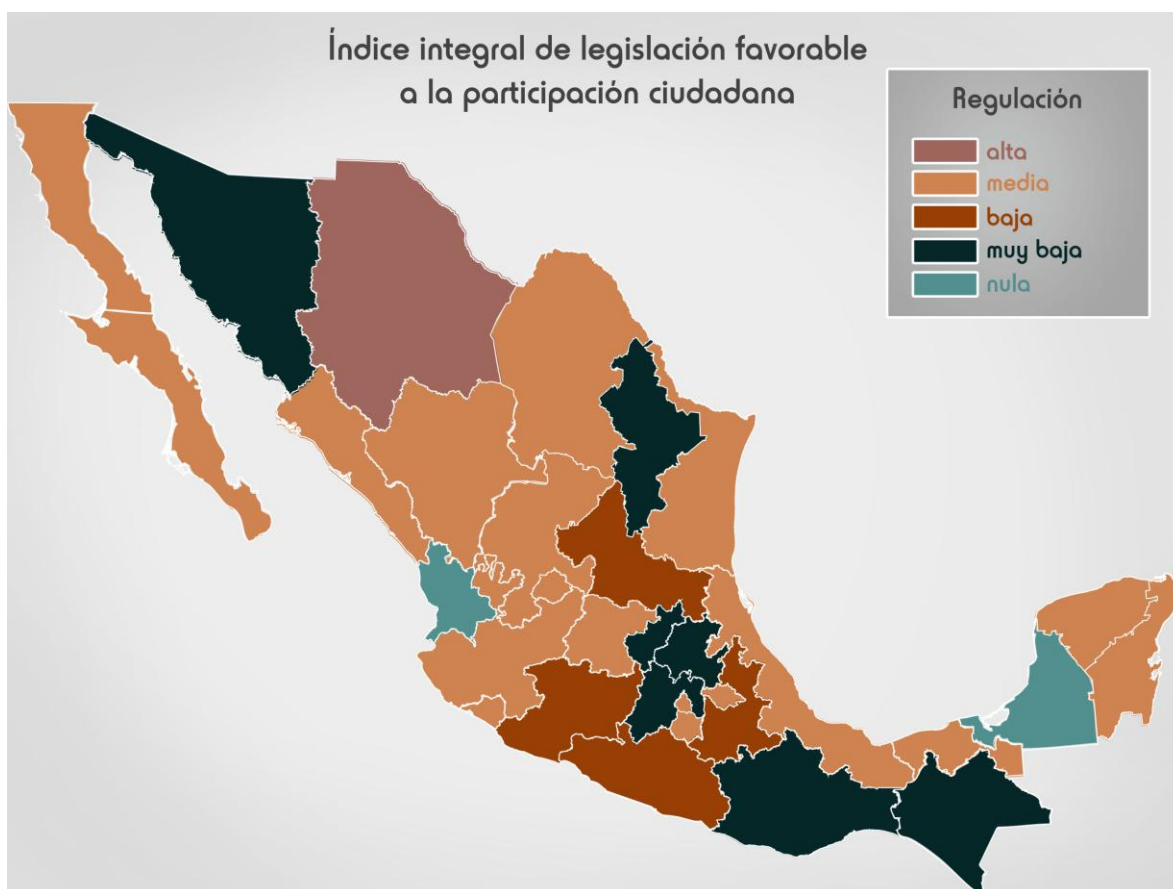 Índice integral de legislación favorable
a la participación ciudadana
Regulación
alta
media
baja
muy baja
nula